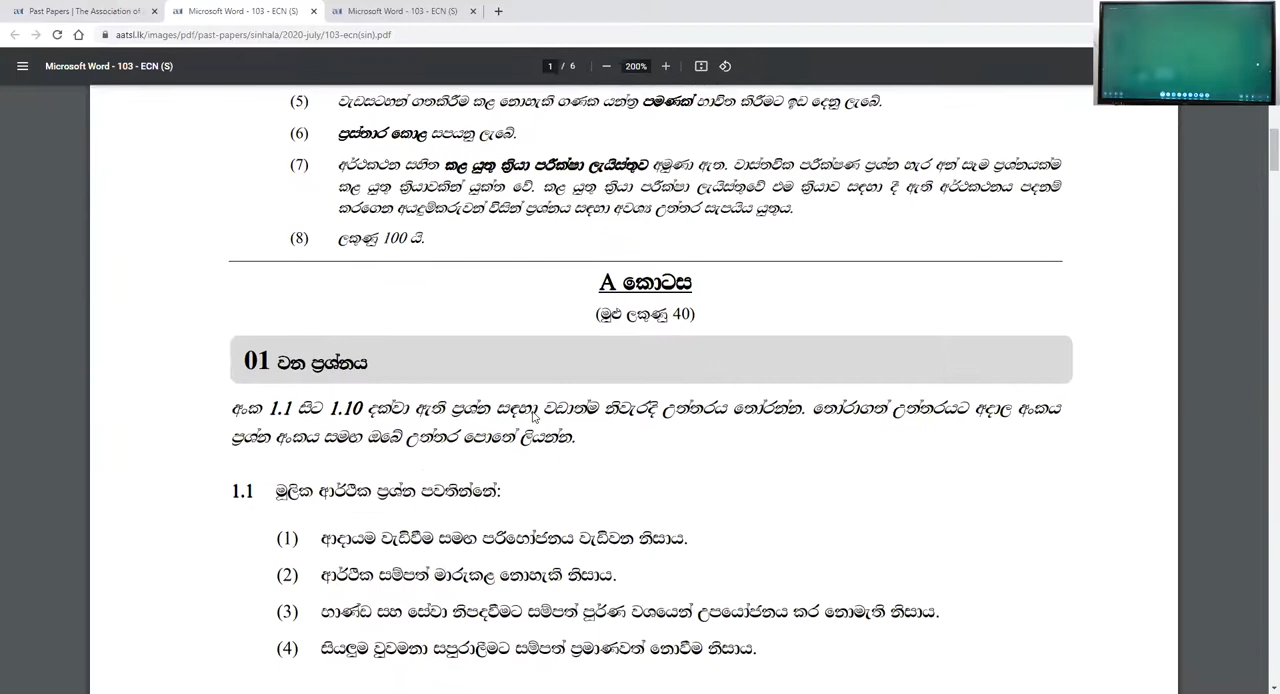 Past Papers | The Association of
Microsoft Word - 103 - ECN (S)
Microsoft Word - 103 - ECN (S)
aatsl.lk/images/pdf/past-papers/sinhala/2020-july/103-ecn(sin).pdf
Microsoft Word - 103 - ECN (S)
1 / 6
200%
(5) වැඩසටහන් ගතකිරීම කළ නොහැකි ගණක යන්ත්‍ර පමණක් භාවිත කිරීමට ඉඩ දෙනු ලැබේ.
(6) ප්‍රස්තාර කොළ සපයනු ලැබේ.
(7) අර්ථකථන සහිත කළ යුතු ක්‍රියා පරීක්ෂා ලැයිස්තුව අමුණා ඇත. වාස්තවික පරීක්ෂණ ප්‍රශ්න හැර අන් සෑම ප්‍රශ්නයක්ම
කළ යුතු ක්‍රියාවකින් යුක්ත වේ. කළ යුතු ක්‍රියා පරීක්ෂා ලැයිස්තුවේ එම ක්‍රියාව සඳහා දී ඇති අර්ථකථනය පදනම්
කරගෙන අයදුම්කරුවන් විසින් ප්‍රශ්නය සඳහා අවශ්‍ය උත්තර සැපයිය යුතුය.
(8) ලකුණු 100 යි.
A කොටස
(මුළු ලකුණු 40)
01 වන ප්‍රශ්නය
අංක 1.1 සිට 1.10 දක්වා ඇති ප්‍රශ්න සඳහා වඩාත්ම නිවැරදි උත්තරය තෝරන්න. තෝරාගත් උත්තරයට අදාල අංකය
ප්‍රශ්න අංකය සමඟ ඔබේ උත්තර පොතේ ලියන්න.
1.1 මූලික ආර්ථික ප්‍රශ්න පවතින්නේ:
(1) ආදායම වැඩිවීම සමඟ පරිභෝජනය වැඩිවන නිසාය.
(2) ආර්ථික සම්පත් මාරුකළ නොහැකි නිසාය.
(3) භාණ්ඩ සහ සේවා නිපදවීමට සම්පත් පූර්ණ වශයෙන් උපයෝජනය කර නොමැති නිසාය.
(4) සියලුම වුවමනා සපුරාලීමට සම්පත් ප්‍රමාණවත් නොවීම නිසාය.